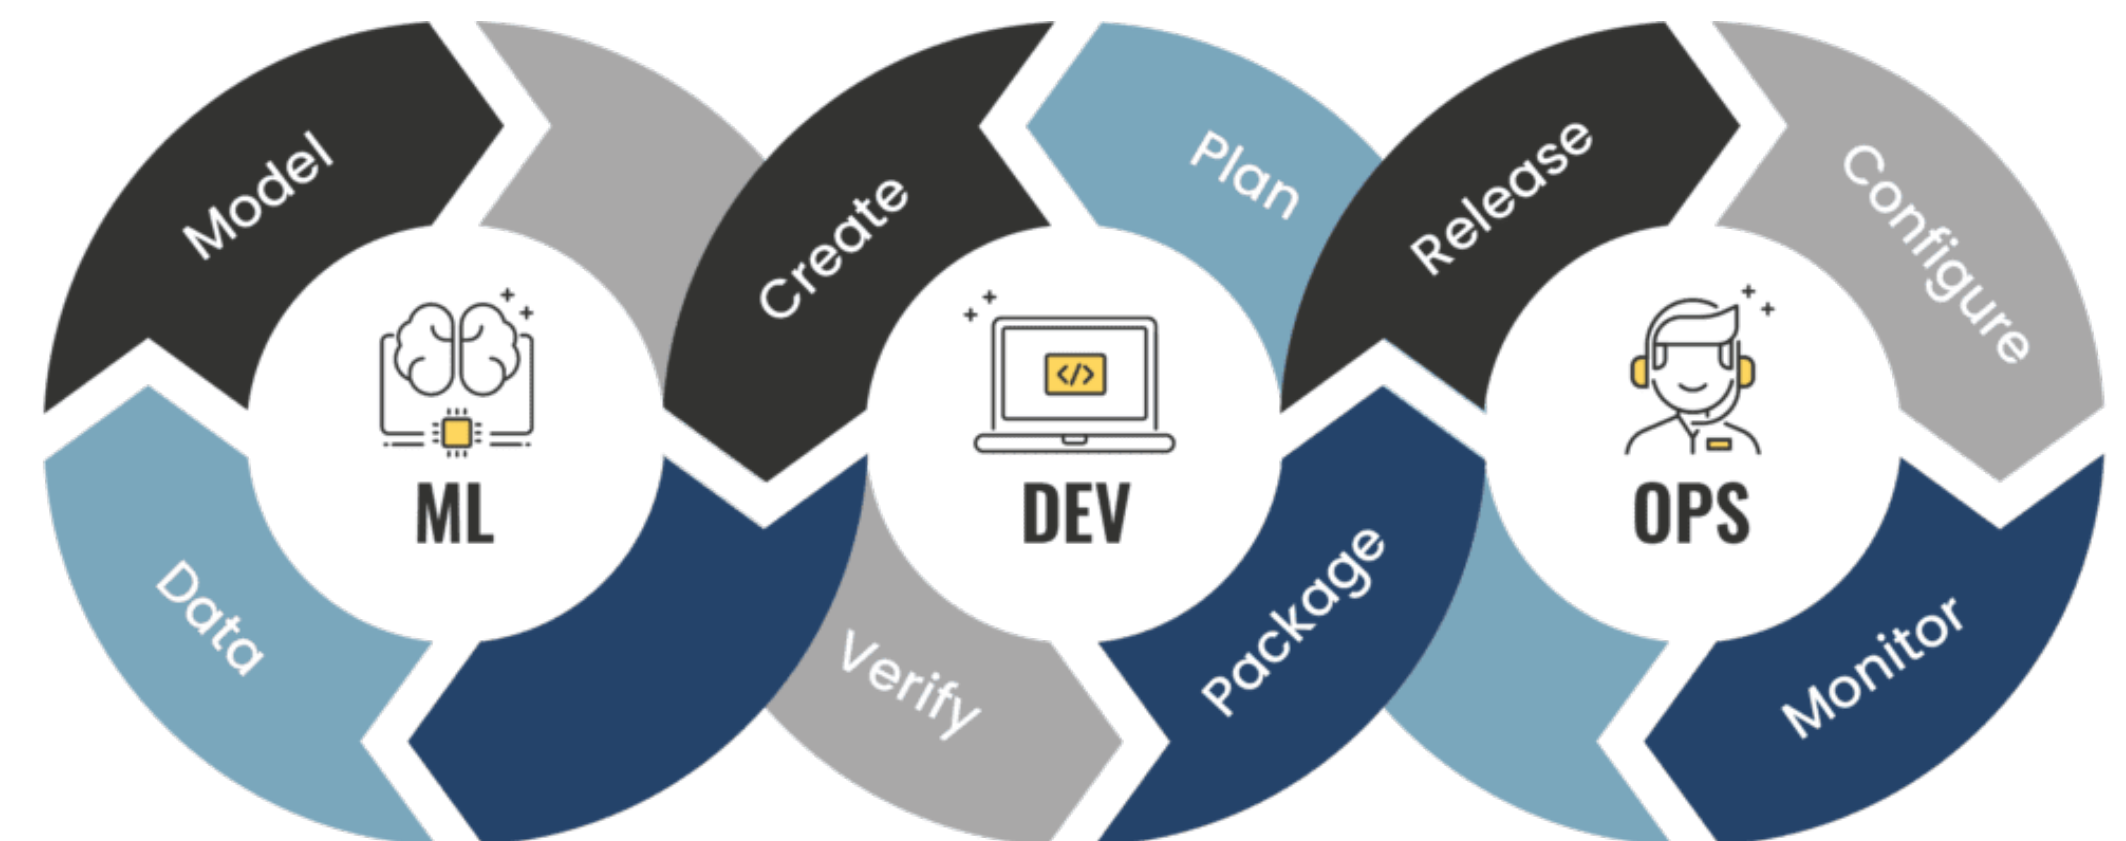 Model
Data
ML
Create
Plan
DEV
Verify
Package
Release
Configure
OPS
Monitor
</>